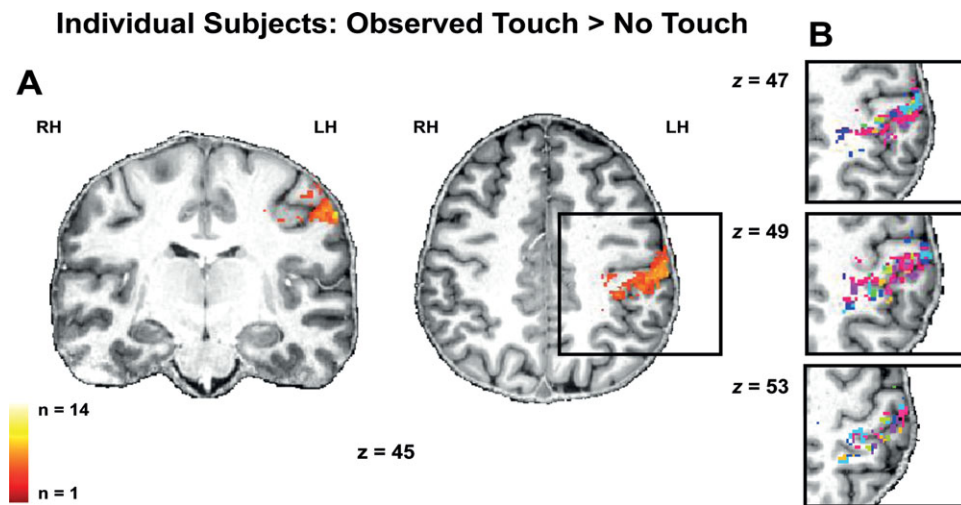 Individual Subjects: Observed Touch > No Touch
A
RH
LH
RH
LH
n = 14
n = 1
z = 45
B
z = 47
z = 49
z = 53